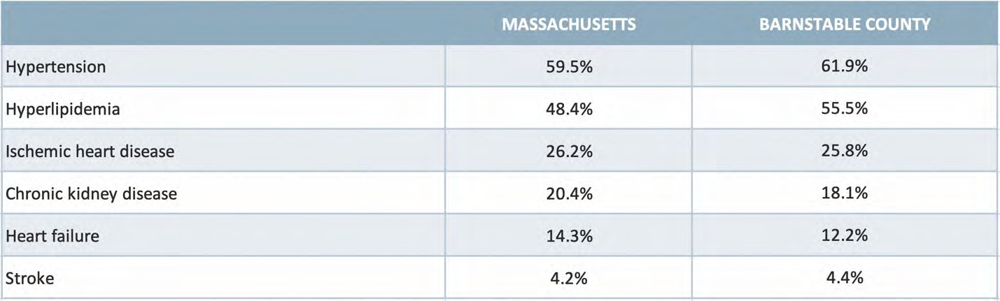 MASSACHUSETTS BARNSTABLE COUNTY
Hypertension 59.5% 61.9%
Hyperlipidemia 48.4% 55.5%
Ischemic heart disease 26.2% 25.8%
Chronic kidney disease 20.4% 18.1%
Heart failure 14.3% 12.2%
Stroke 4.2% 4.4%